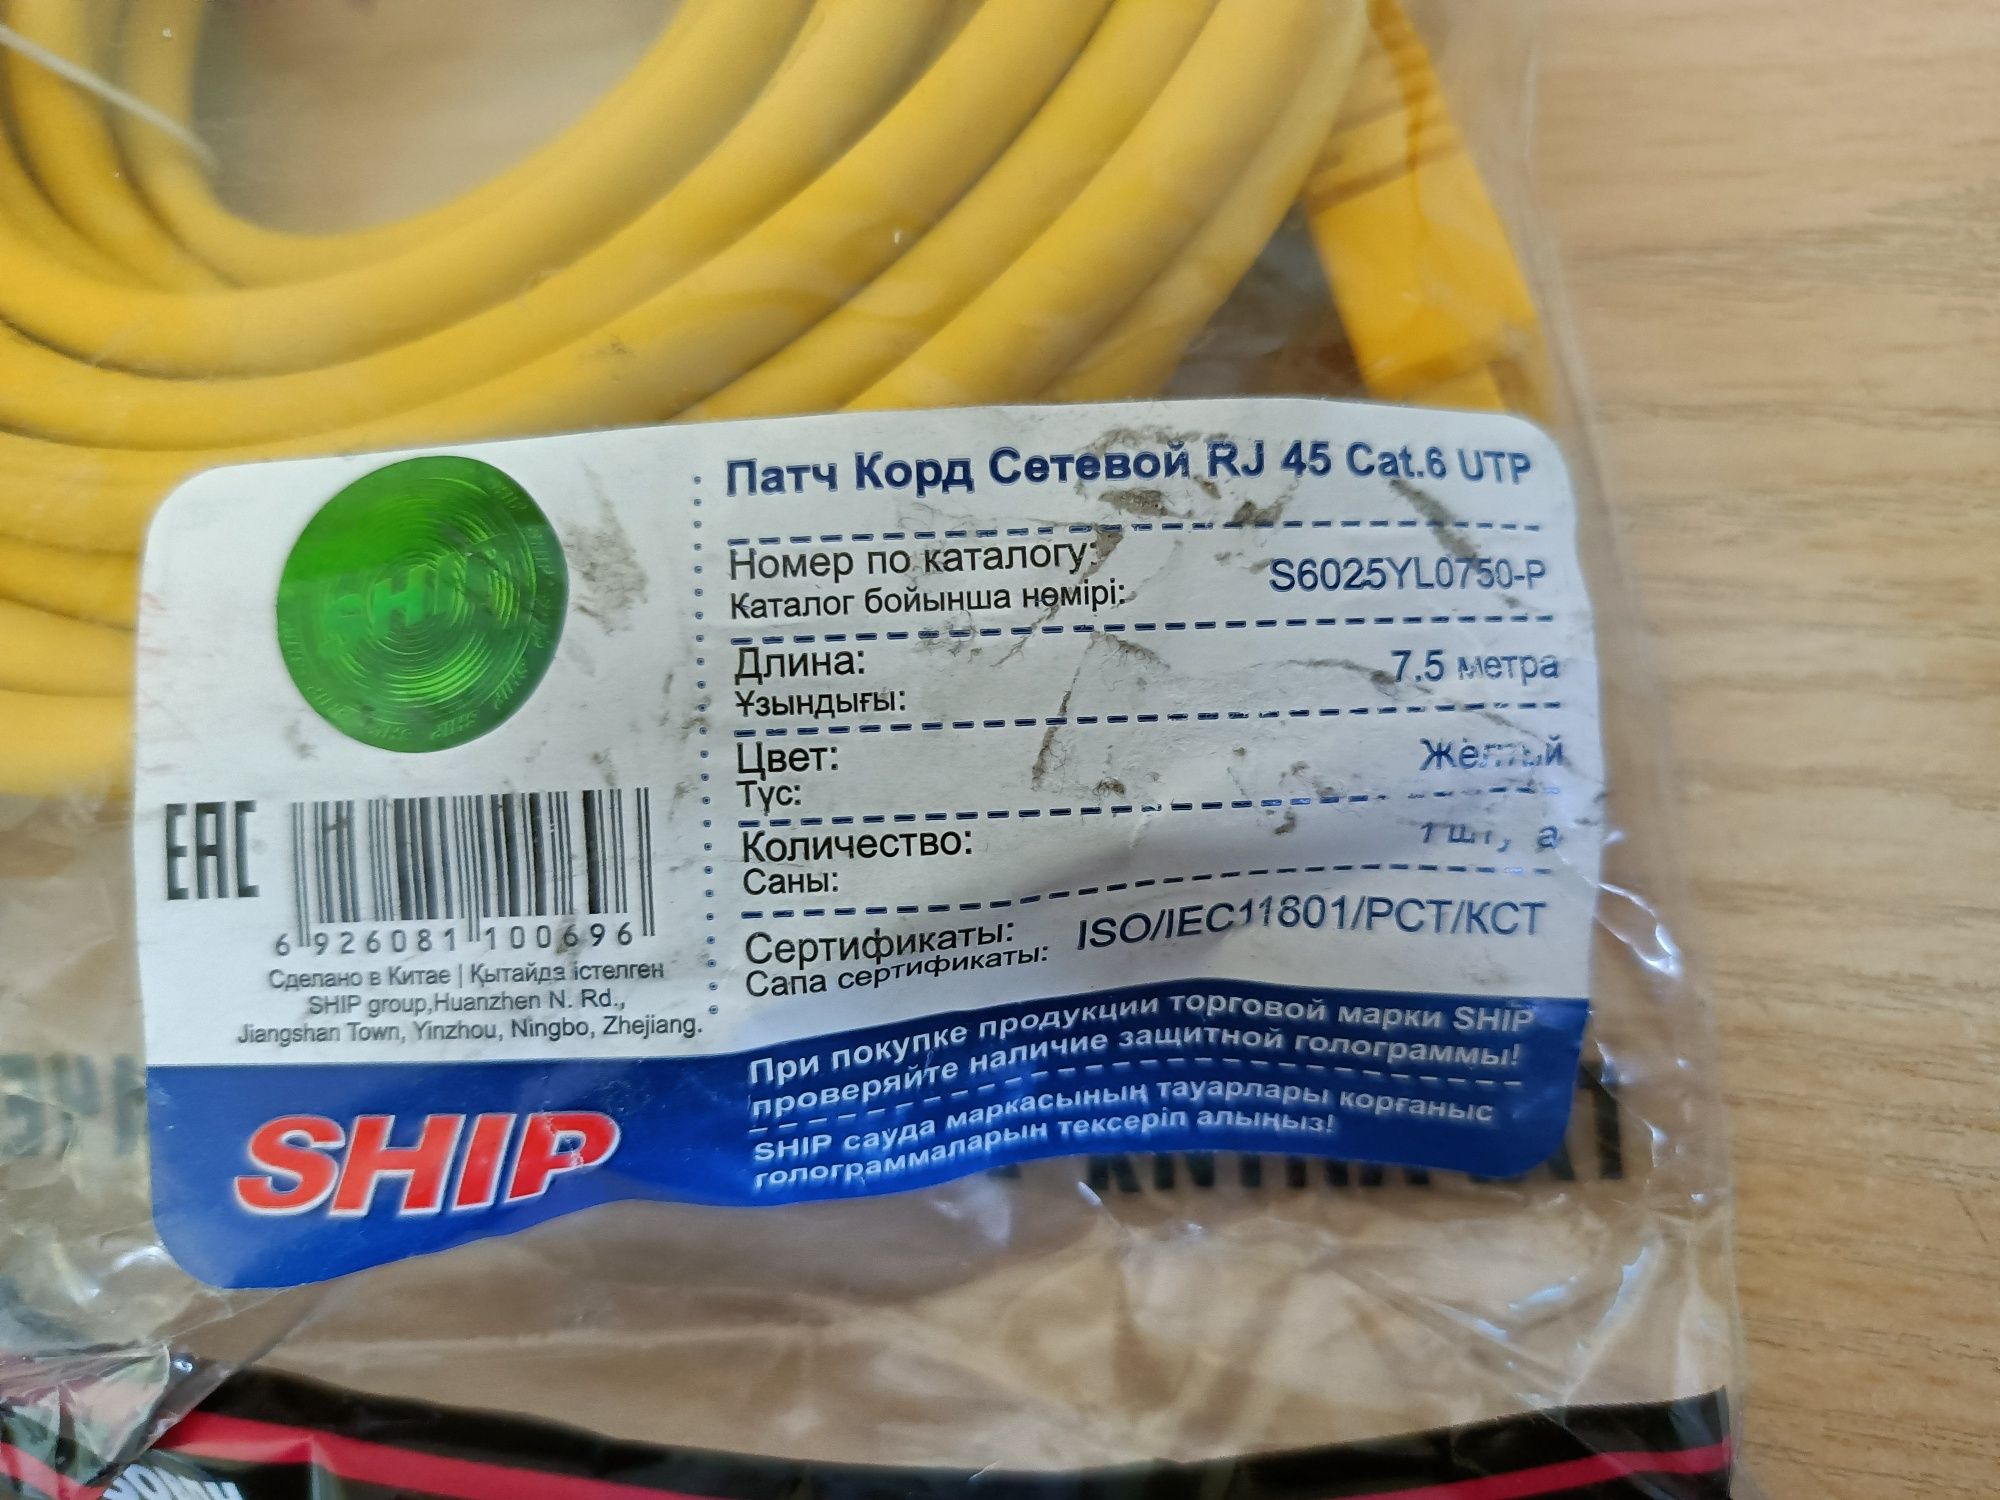 Патч Корд Сетевой RJ 45 Cat.6 UTP
Номер по каталогу: S6025YL0750-P
Каталог бойынша нөмірі:
Длина: 7.5 метра
Ұзындығы:
Цвет:
Түс:
Количество:
Саны:
Сертификаты: ISO/IEC11801/РСТ/КСТ
Сапа сертификаты:
SHIP
EAC
6 926081 100696
Сделано в Китае | Қытайда істелген
SHIP group,Huanzhen N. Rd.,
Jiangshan Town, Yinzhou, Ningbo, Zhejiang.
SHIP
При покупке продукции торговой марки SHIP
проверяйте наличие защитной голограммы!
SHIP сауда маркасының тауарлары корғаныс
голограммаларын тексеріп алыңыз!